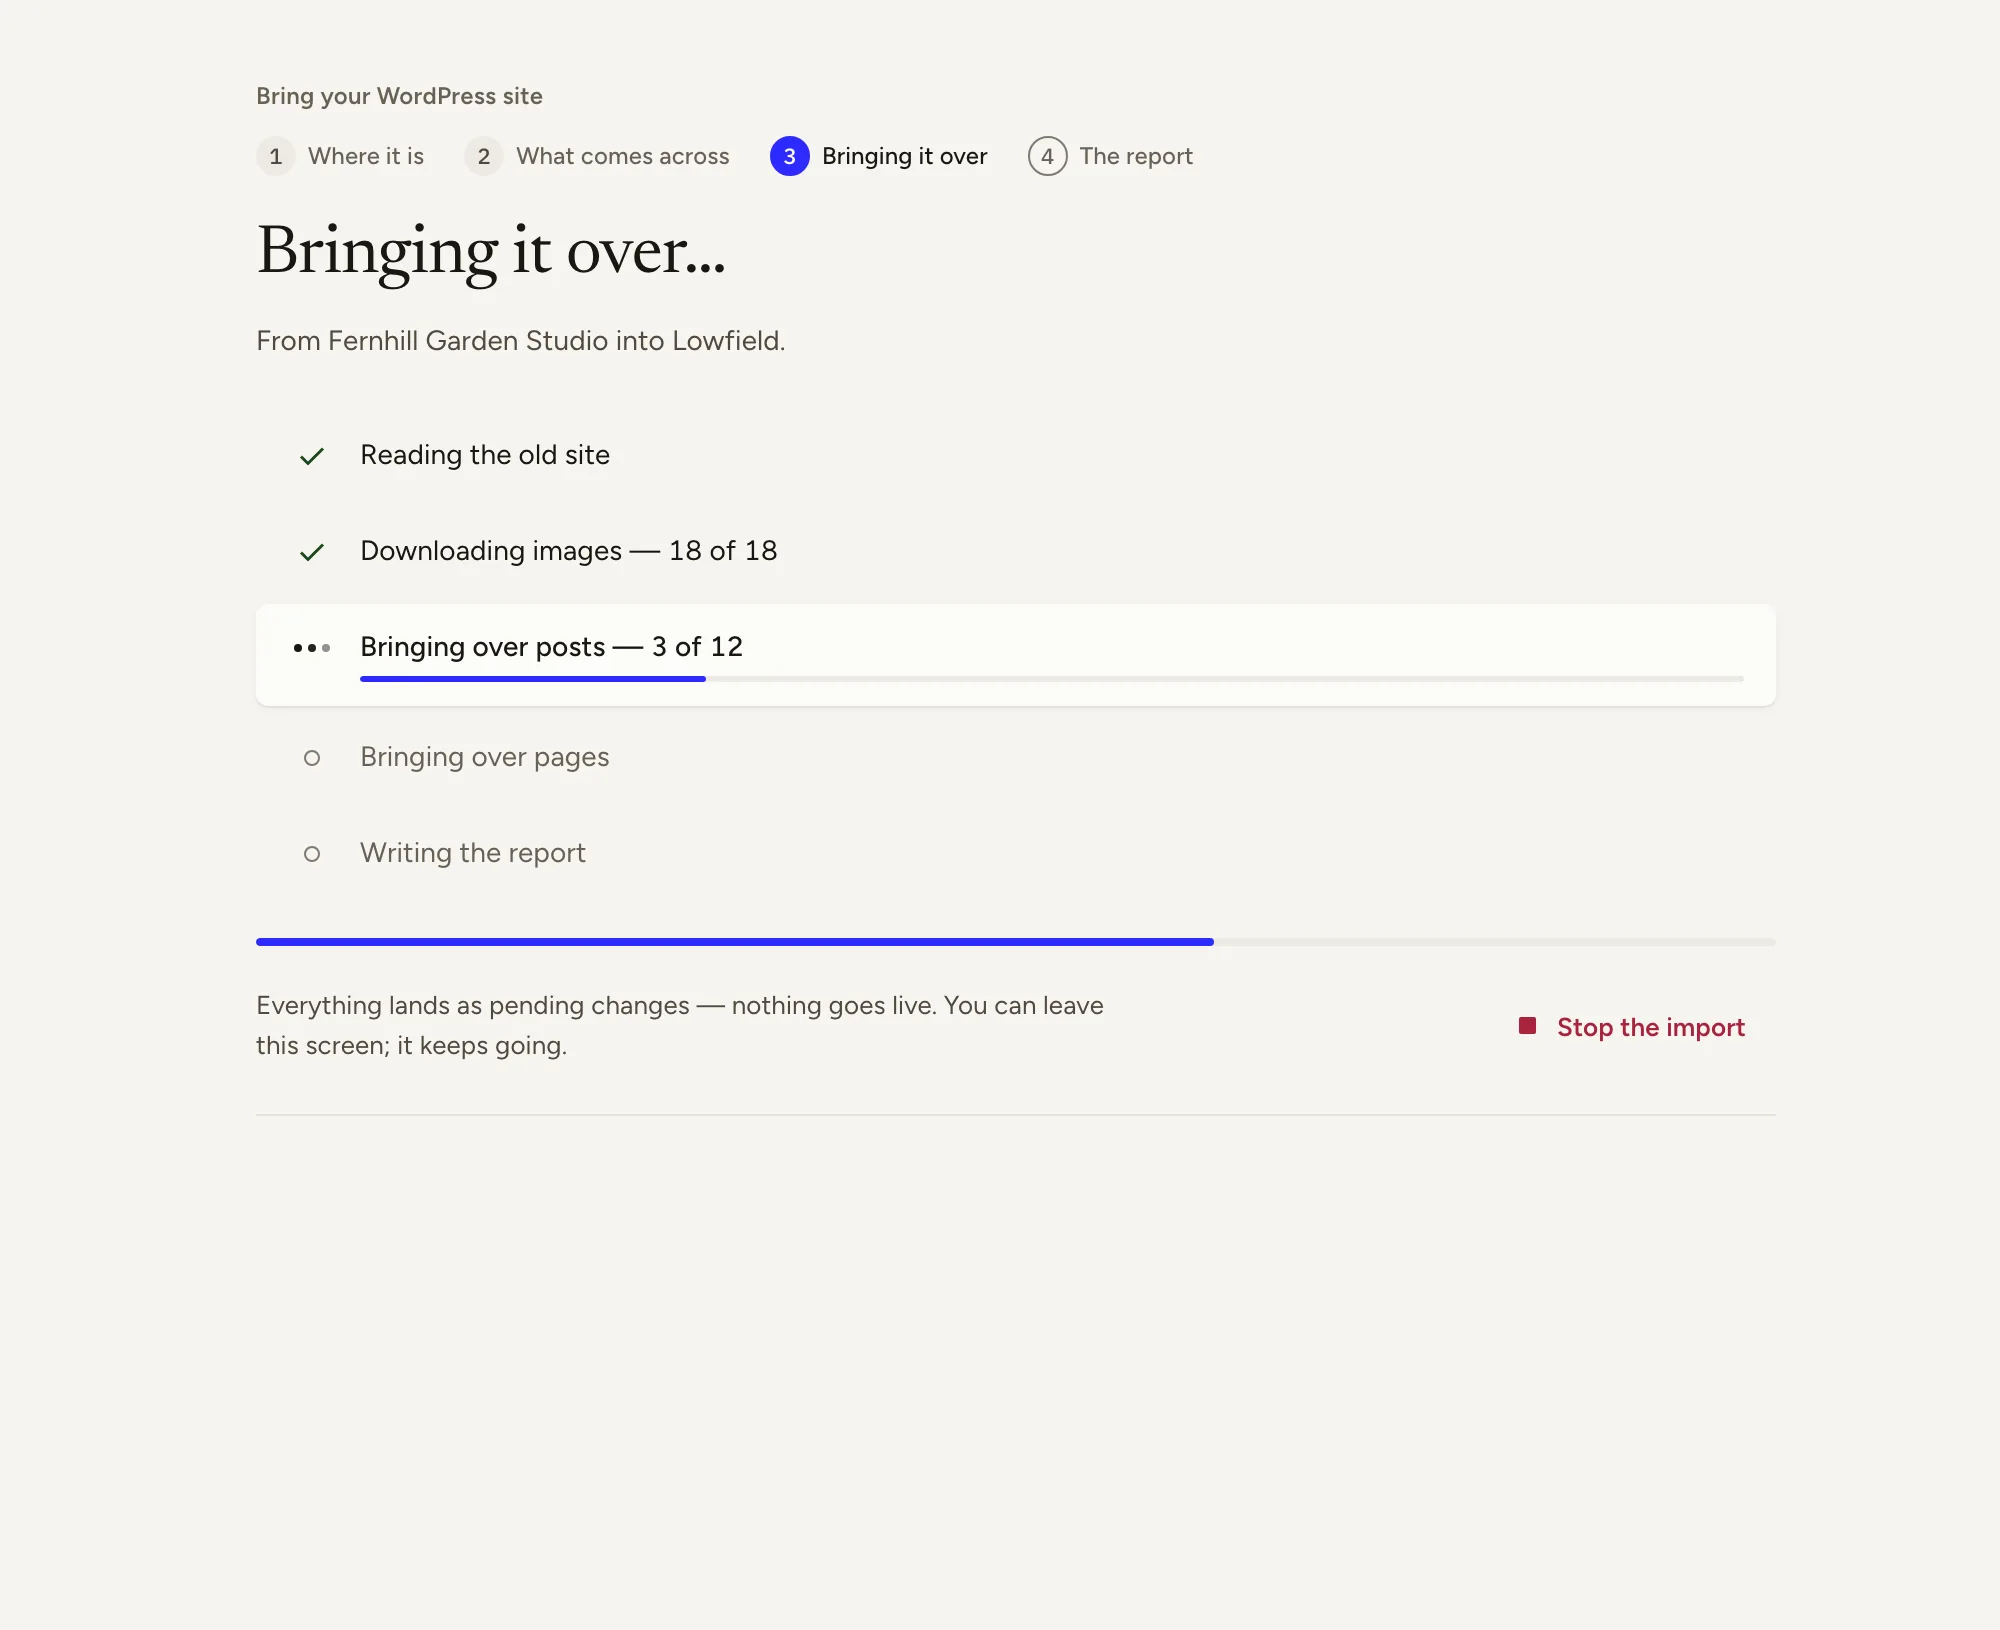 Bring your WordPress site
1 Where it is 2 What comes across 3 Bringing it over 4 The report
Bringing it over...
From Fernhill Garden Studio into Lowfield.
Reading the old site
Downloading images — 18 of 18
Bringing over posts — 3 of 12
Bringing over pages
Writing the report
Everything lands as pending changes — nothing goes live. You can leave
this screen; it keeps going.
Stop the import